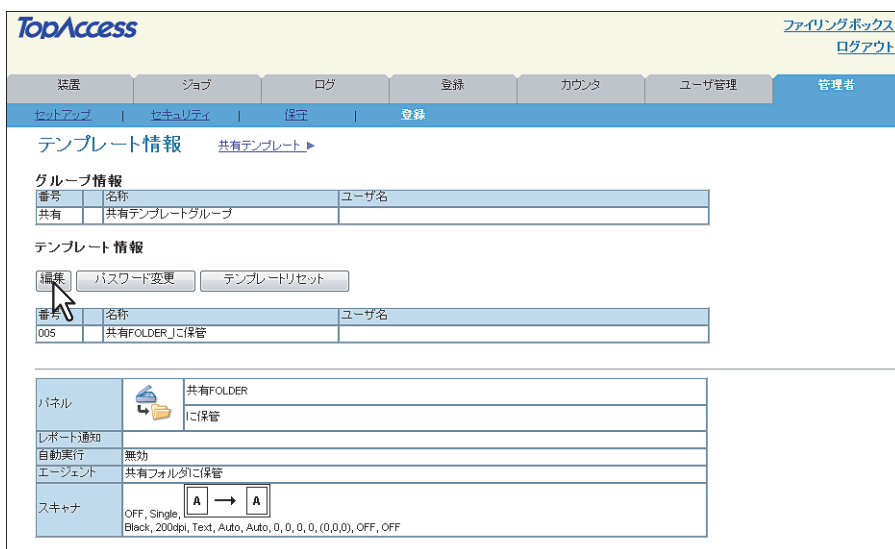 TopAccess
ファイリングボックス
ログアウト
装置 ジョブ ログ 登録 カウンタ ユーザ管理 管理者
セットアップ | セキュリティ | 保守 | 登録
テンプレート情報 共有テンプレート
グループ情報
番号 名称 ユーザ名
共有 共有テンプレートグループ
テンプレート情報
編集 パスワード変更 テンプレートリセット
番号 名称 ユーザ名
005 共有FOLDER_に保管
パネル
共有FOLDER
に保管
レポート通知
自動実行 無効
エージェント 共有フォルダに保管
スキャナ
OFF, Single, A → A
Black, 200dpi, Text, Auto, Auto, 0, 0, 0, 0, (0,0,0), OFF, OFF